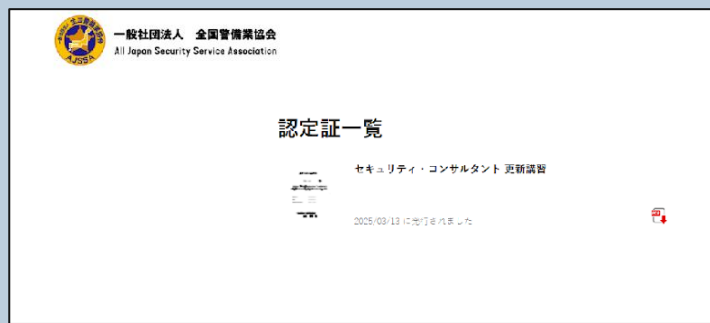 一般社団法人 全国警備業協会
All Japan Security Service Association
AJSSA
認定証一覧
セキュリティ・コンサルタント 更新講習
2025/03/13 に発行されました